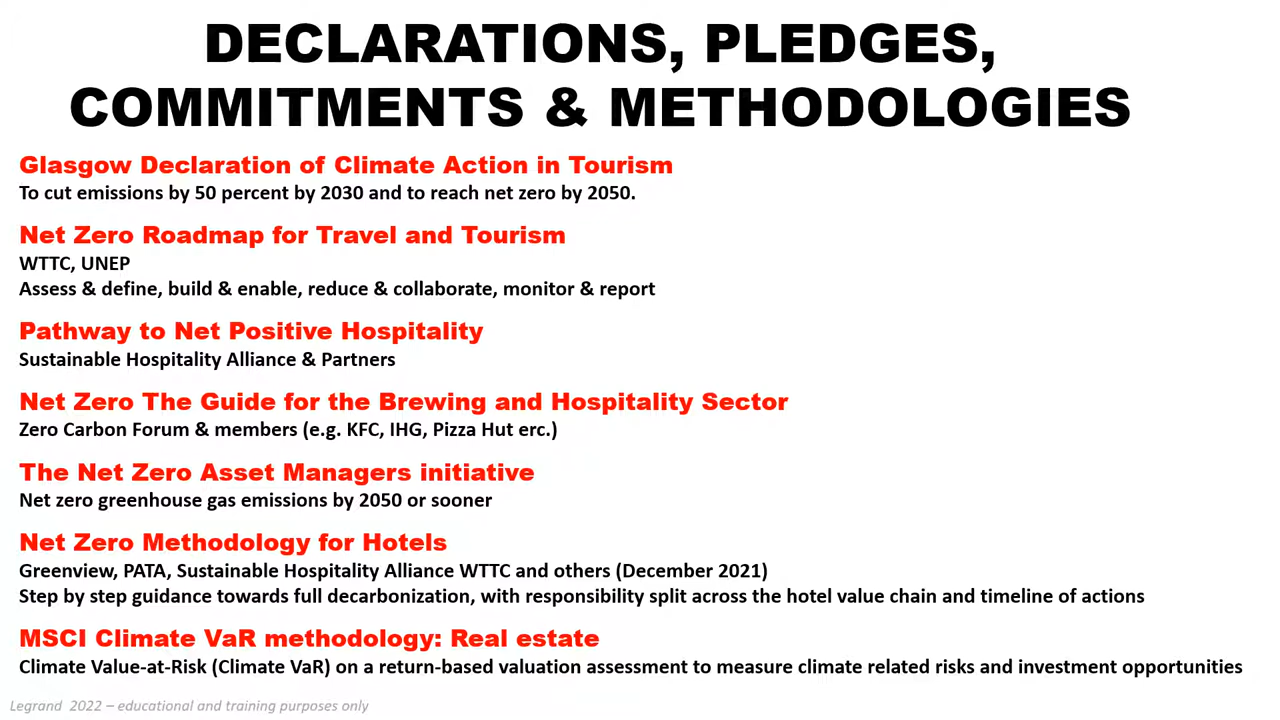 DECLARATIONS, PLEDGES,
COMMITMENTS & METHODOLOGIES
Glasgow Declaration of Climate Action in Tourism
To cut emissions by 50 percent by 2030 and to reach net zero by 2050.
Net Zero Roadmap for Travel and Tourism
WTTC, UNEP
Assess & define, build & enable, reduce & collaborate, monitor & report
Pathway to Net Positive Hospitality
Sustainable Hospitality Alliance & Partners
Net Zero The Guide for the Brewing and Hospitality Sector
Zero Carbon Forum & members (e.g. KFC, IHG, Pizza Hut erc.)
The Net Zero Asset Managers initiative
Net zero greenhouse gas emissions by 2050 or sooner
Net Zero Methodology for Hotels
Greenview, PATA, Sustainable Hospitality Alliance WTTC and others (December 2021)
Step by step guidance towards full decarbonization, with responsibility split across the hotel value chain and timeline of actions
MSCI Climate VaR methodology: Real estate
Climate Value-at-Risk (Climate VaR) on a return-based valuation assessment to measure climate related risks and investment opportunities
Legrand 2022 – educational and training purposes only